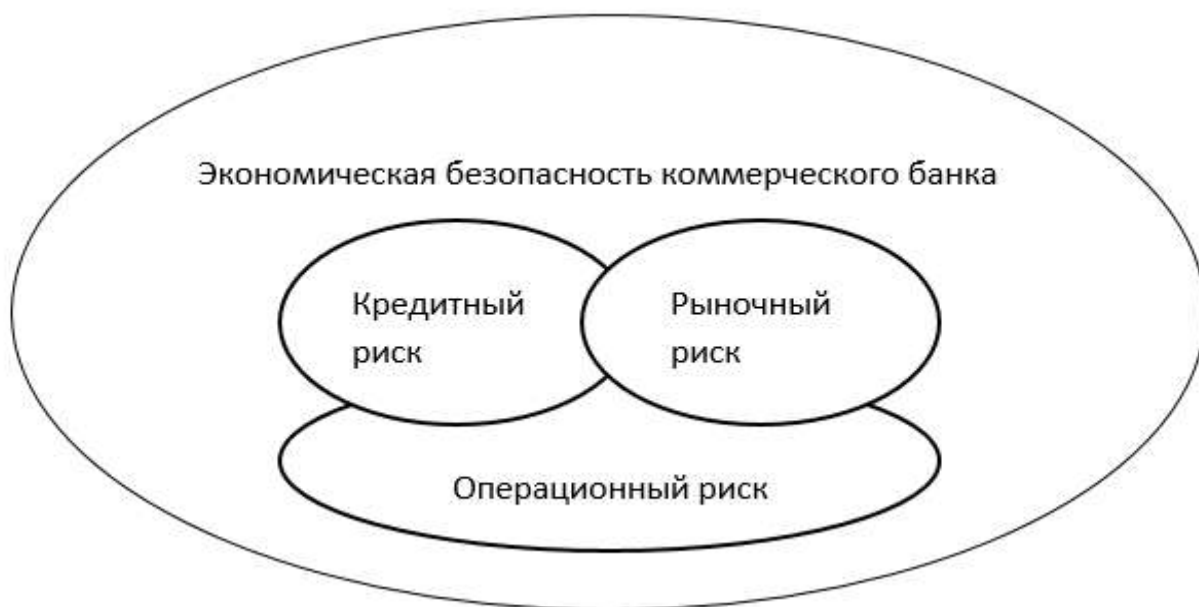 Экономическая безопасность коммерческого банка
Кредитный
риск
Рыночный
риск
Операционный риск